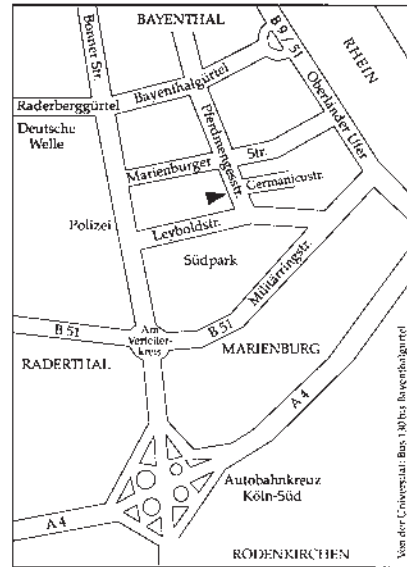 BAYENTHAL
Bonner Str.
B 9 / 51
RHEIN
Raderberggürtel
Bayenthalgürtel
Deutsche
Welle
Pferdmengesstr.
Oberländer Ufer
Marienburger Str.
Germanicustr.
Polizei
Leyboldstr.
Südpark
Militärringstr.
B 51
Am
Verteiler-
kreis
B 51
RADERTHAL
MARIENBURG
A 4
Autobahnkreuz
Köln-Süd
A 4
RODENKIRCHEN
Von der Universität: Bus 130 bis Bayenthalgürtel